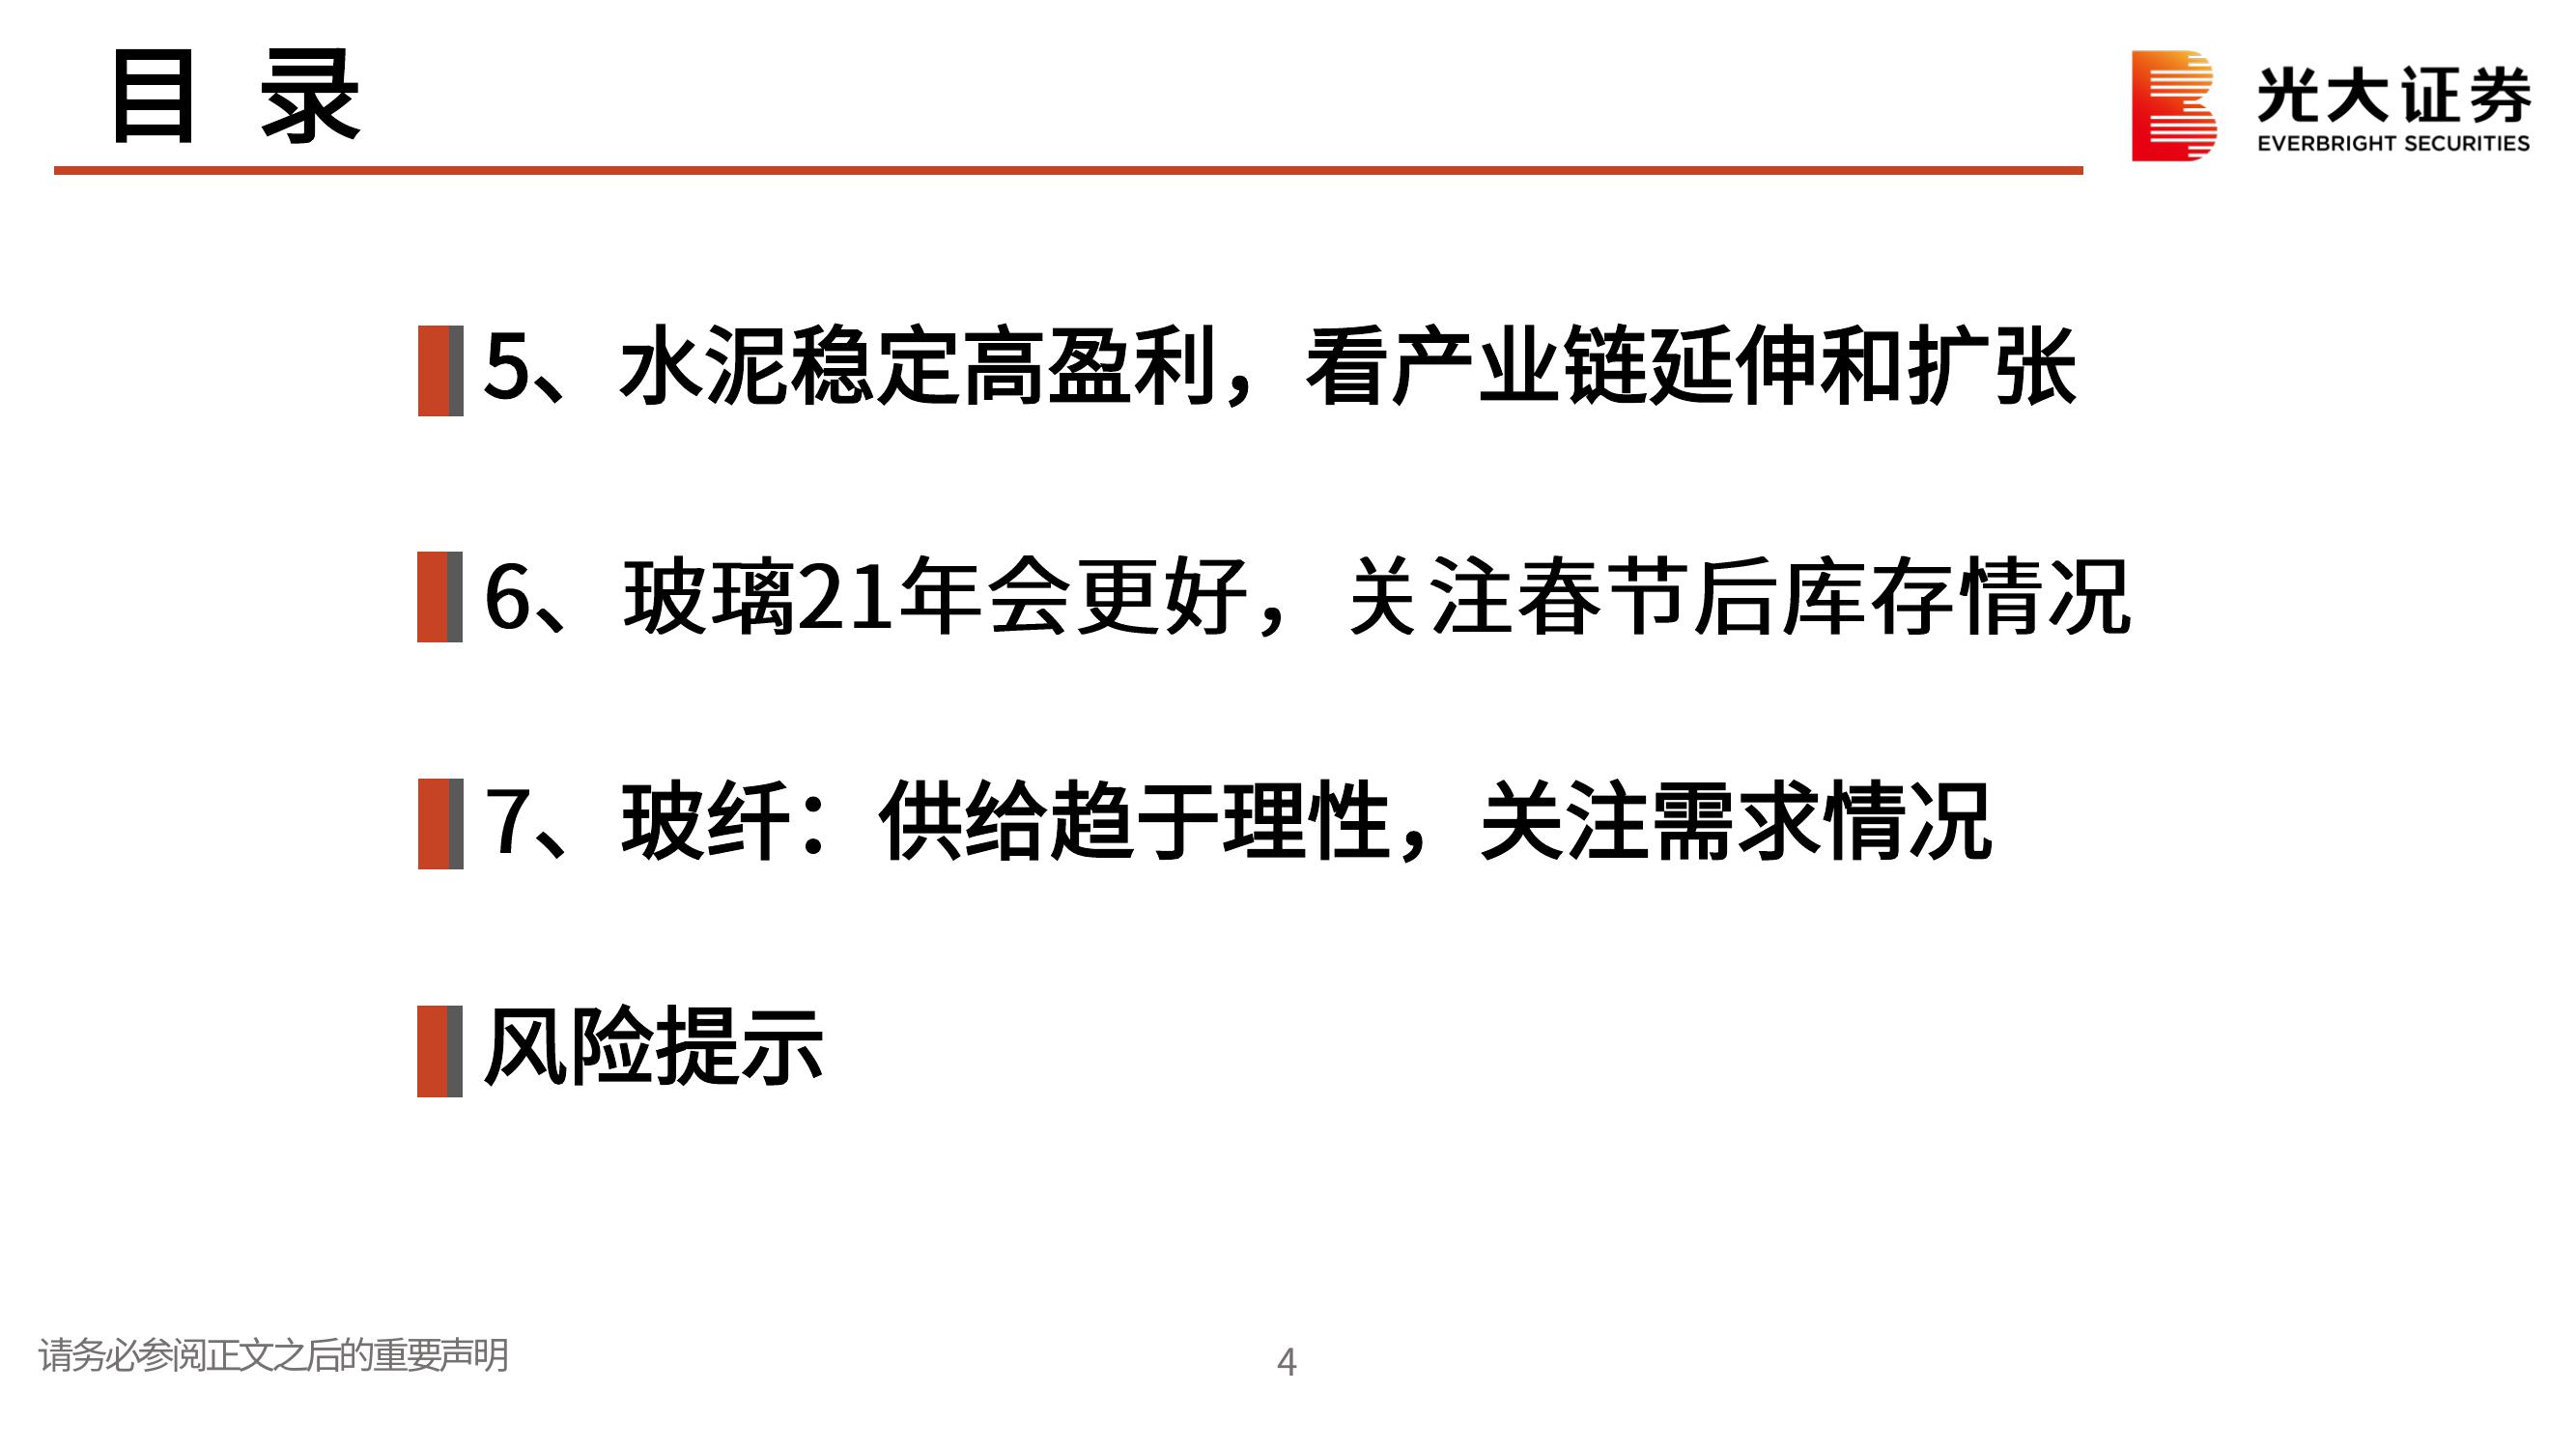 目 录
光大证券
EVERBRIGHT SECURITIES
5、水泥稳定高盈利，看产业链延伸和扩张
6、玻璃21年会更好，关注春节后库存情况
7、玻纤：供给趋于理性，关注需求情况
风险提示
请务必参阅正文之后的重要声明
4